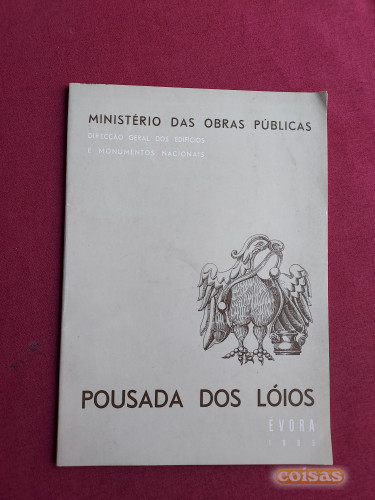 MINISTÉRIO DAS OBRAS PÚBLICAS
DIRECÇÃO GERAL DOS EDIFÍCIOS
E MONUMENTOS NACIONAIS
POUSADA DOS LÓIOS
ÉVORA
coisas